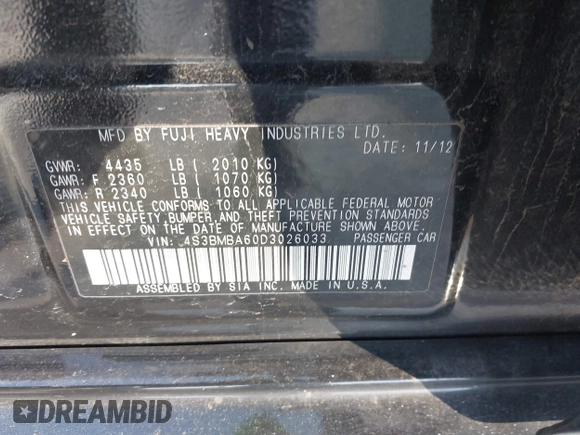 MFD BY FUJI HEAVY INDUSTRIES LTD.
DATE: 11/12
GVWR: 4435 LB ( 2010 KG)
GAWR: F 2360 LB ( 1070 KG)
GAWR: R 2340 LB ( 1060 KG)
THIS VEHICLE CONFORMS TO ALL APPLICABLE FEDERAL MOTOR
VEHICLE SAFETY, BUMPER, AND THEFT PREVENTION STANDARDS
IN EFFECT ON THE DATE OF MANUFACTURE SHOWN ABOVE.
VIN: 4S3BMBA60D3026033 PASSENGER CAR
ASSEMBLED BY SIA INC. MADE IN U.S.A.
DREAMBID